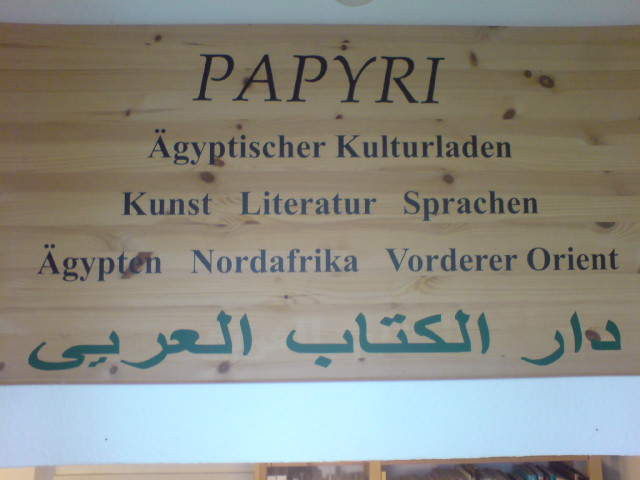 PAPYRI
Ägyptischer Kulturladen
Kunst Literatur Sprachen
Ägypten Nordafrika Vorderer Orient
دار الكتاب العربى